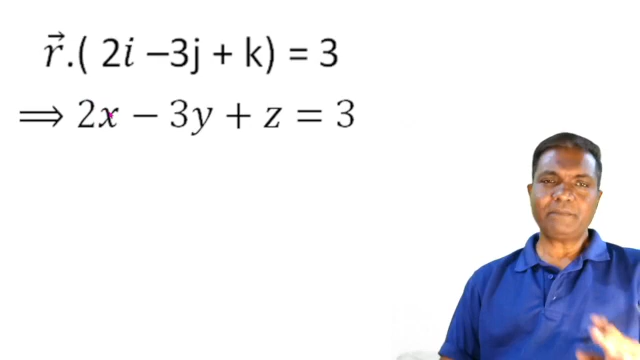 r⃗.( 2i −3j + k) = 3
⟹ 2x − 3y + z = 3